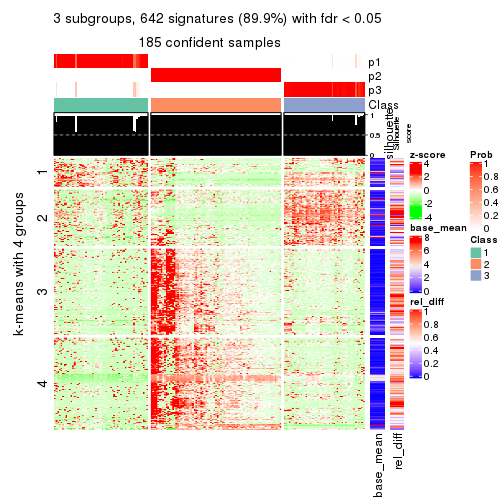 3 subgroups, 642 signatures (89.9%) with fdr < 0.05
185 confident samples
p1
p2
p3
Class
1
0.5
0
silhouette
Silhouette
score
k-means with 4 groups
1
2
3
4
base_mean
rel_diff
z-score
4
2
0
-2
-4
base_mean
8
6
4
2
0
rel_diff
1
0.8
0.6
0.4
0.2
0
Prob
1
0.8
0.6
0.4
0.2
0
Class
1
2
3